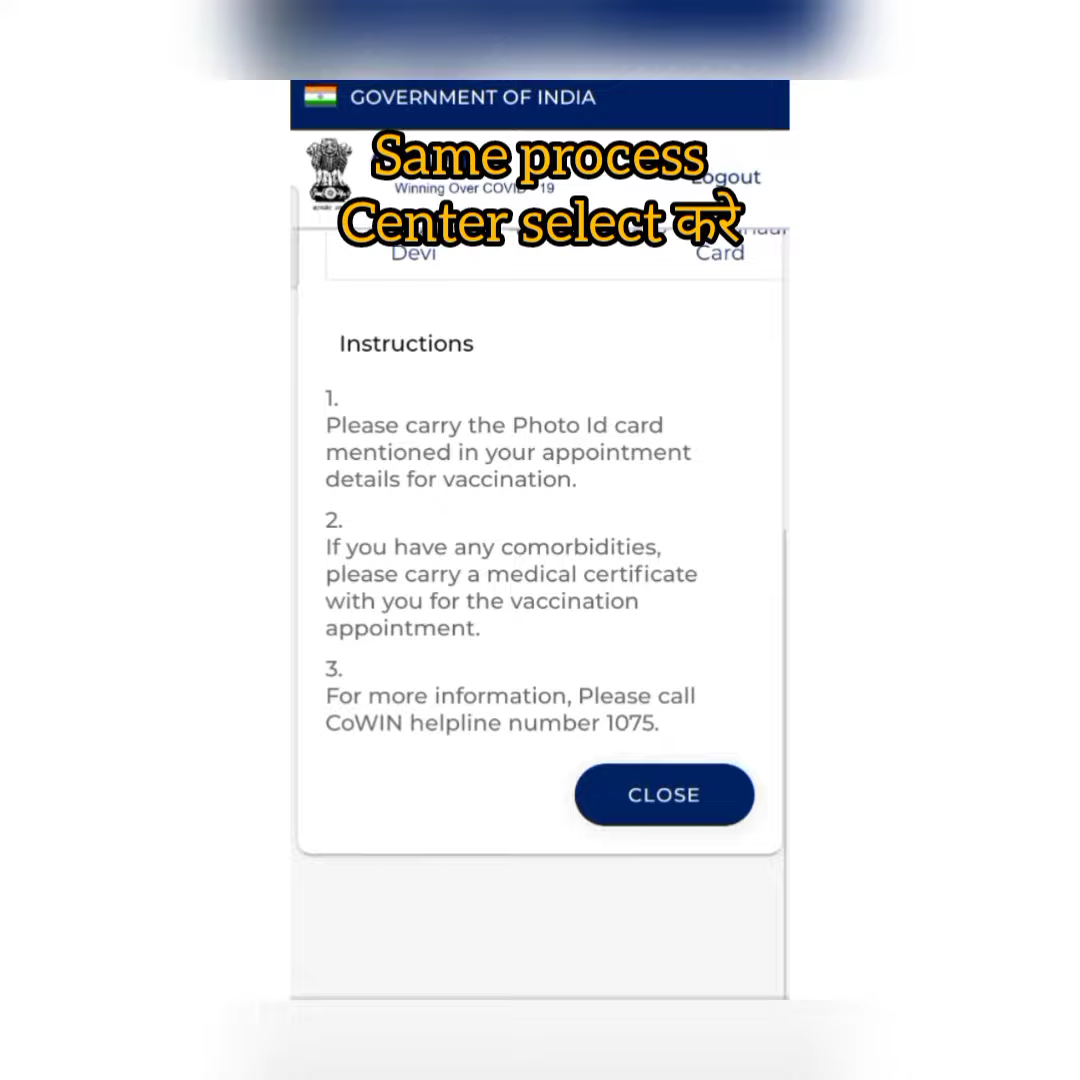 GOVERNMENT OF INDIA
Same process
Logout
Winning Over COVID - 19
Center select करे
Devi
Card
Instructions
1.
Please carry the Photo Id card
mentioned in your appointment
details for vaccination.
2.
If you have any comorbidities,
please carry a medical certificate
with you for the vaccination
appointment.
3.
For more information, Please call
CoWIN helpline number 1075.
CLOSE